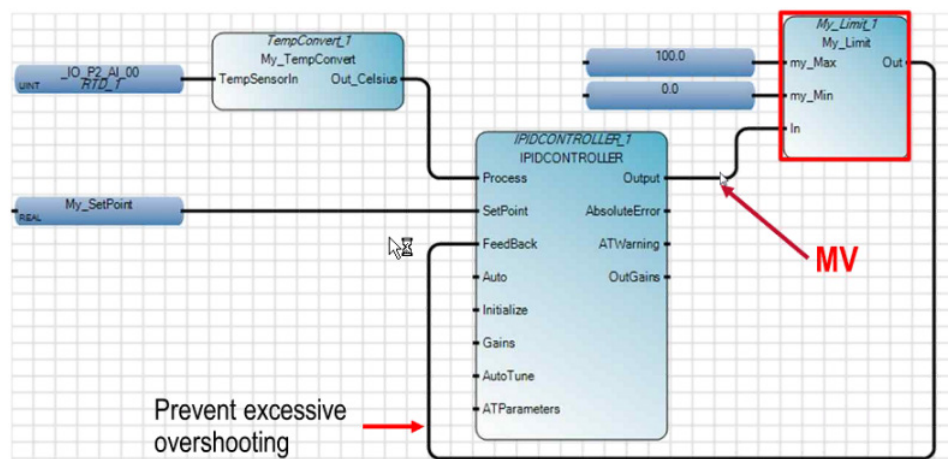 TempConvert_1
My_TempConvert
TempSensorIn Out_Celsius
_IO_P2_AI_00
UINT RTD_1
My_Limit_1
My_Limit
my_Max Out
my_Min
In
100.0
0.0
IPIDCONTROLLER_1
IPIDCONTROLLER
Process Output
SetPoint AbsoluteError
FeedBack ATWarning
Auto OutGains
Initialize
Gains
AutoTune
ATParameters
My_SetPoint
REAL
MV
Prevent excessive
overshooting